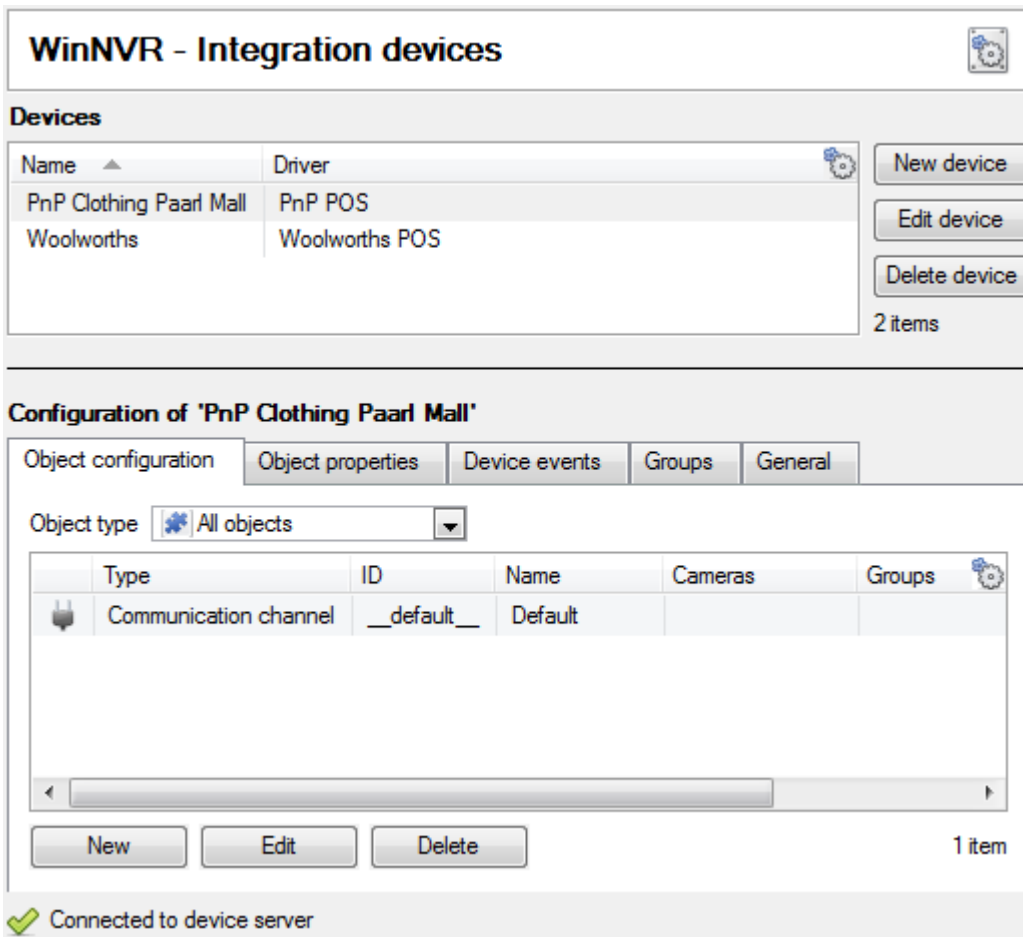 WinNVR - Integration devices
Devices
Name Driver
New device
PnP Clothing Paarl Mall PnP POS
Woolworths Woolworths POS
Edit device
Delete device
2 items
Configuration of 'PnP Clothing Paarl Mall'
Object configuration Object properties Device events Groups General
Object type All objects
Type ID Name Cameras Groups
Communication channel __default__ Default
New Edit Delete 1 item
Connected to device server